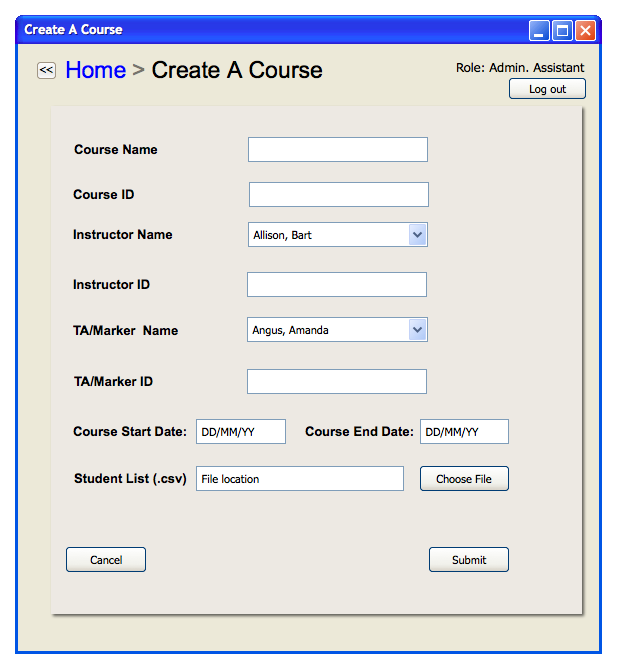 Create A Course
<< Home > Create A Course
Role: Admin. Assistant
Log out
Course Name
Course ID
Instructor Name Allison, Bart
Instructor ID
TA/Marker Name Angus, Amanda
TA/Marker ID
Course Start Date: DD/MM/YY Course End Date: DD/MM/YY
Student List (.csv) File location Choose File
Cancel Submit